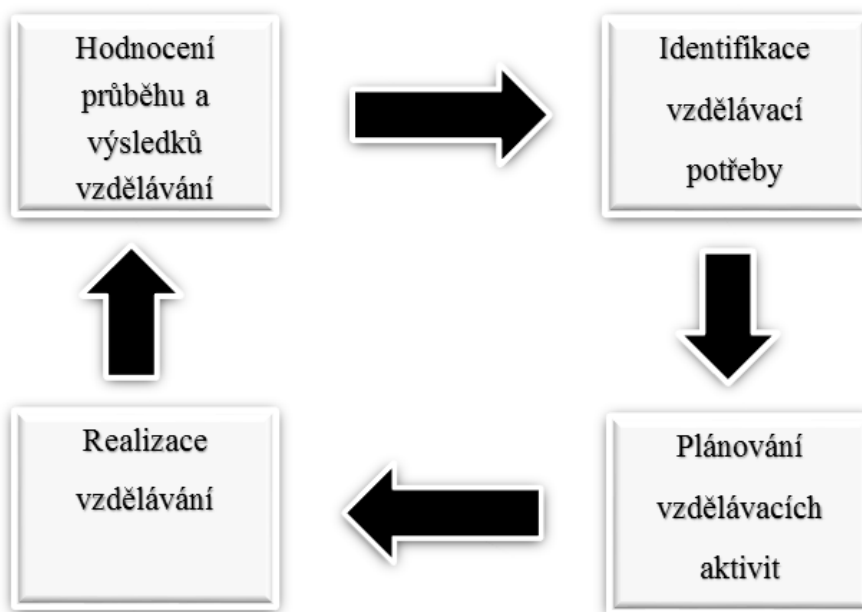 Hodnocení
průběhu a
výsledků
vzdělávání
Identifikace
vzdělávací
potřeby
Realizace
vzdělávání
Plánování
vzdělávacích
aktivit